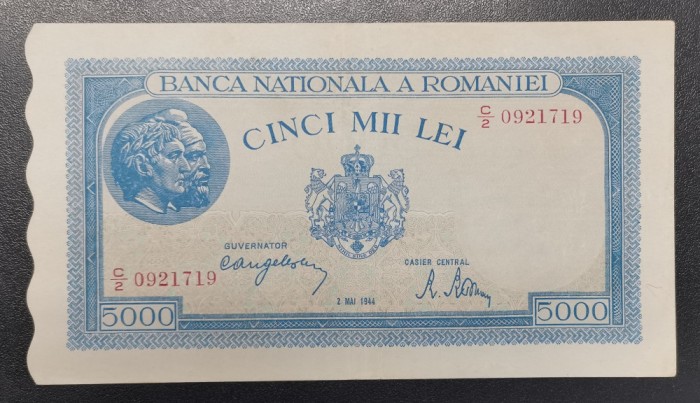 BANCA NATIONALA A ROMANIEI
CINCI MII LEI
C/2 0921719
GUVERNATOR
CASIER CENTRAL
C/2 0921719
2 MAI 1944
5000
5000